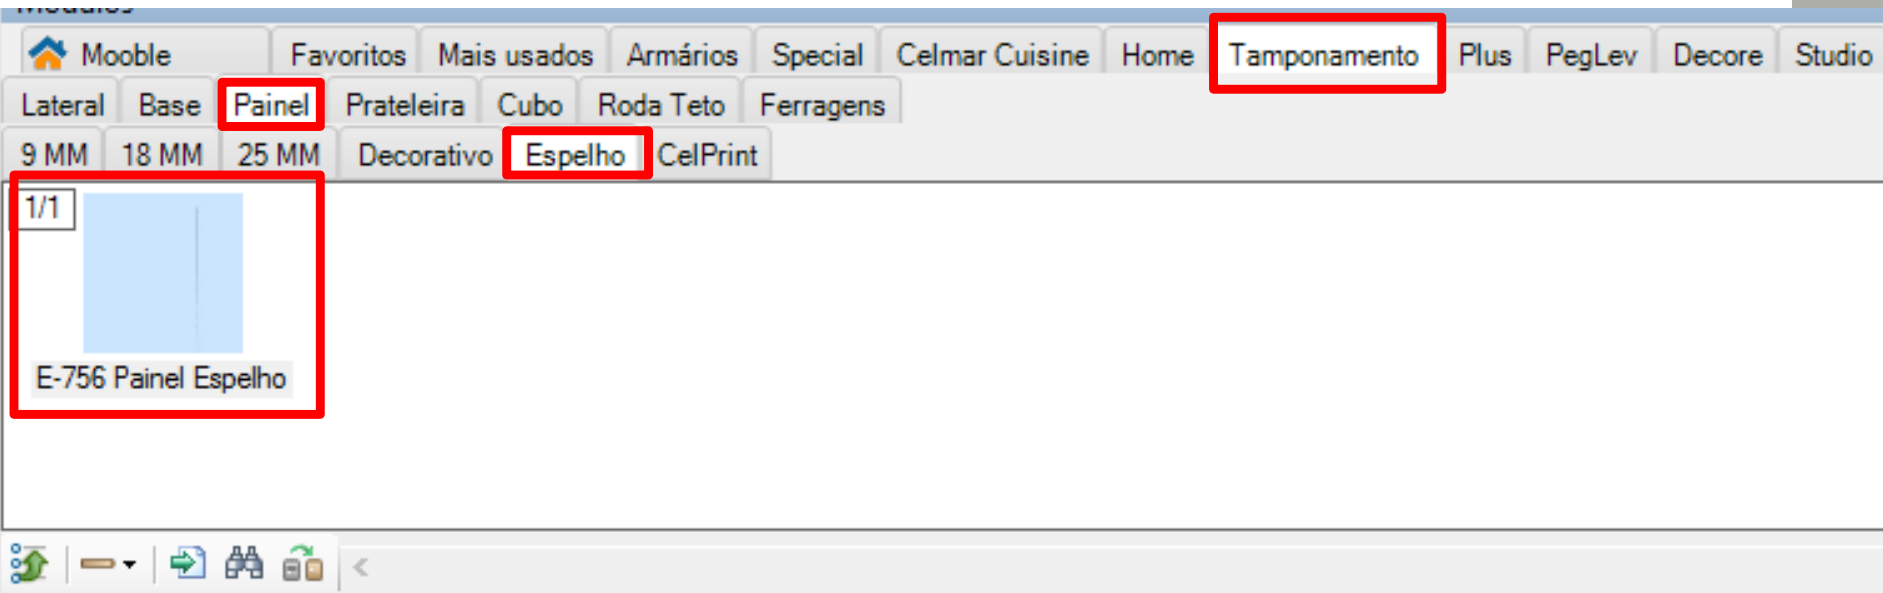 Mooble Favoritos Mais usados Armários Special Celmar Cuisine Home Tamponamento Plus PegLev Decore Studio
Lateral Base Painel Prateleira Cubo Roda Teto Ferragens
9 MM 18 MM 25 MM Decorativo Espelho CelPrint
1/1
E-756 Painel Espelho